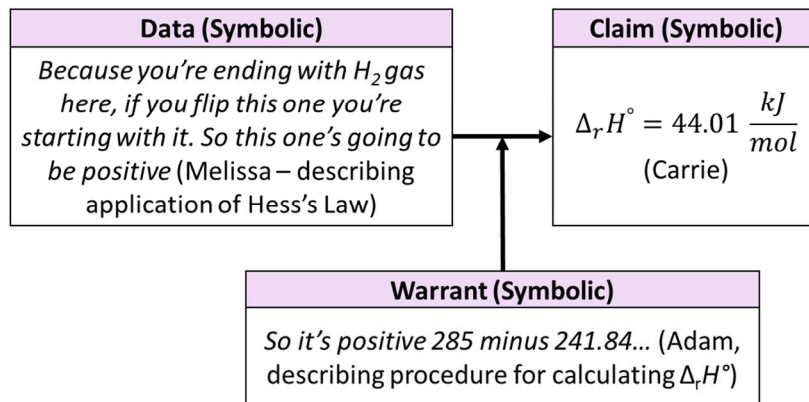 Data (Symbolic)
Because you're ending with H₂ gas
here, if you flip this one you're
starting with it. So this one's going to
be positive (Melissa – describing
application of Hess's Law)
Claim (Symbolic)
ΔᵣH° = 44.01 kJ/mol
(Carrie)
Warrant (Symbolic)
So it's positive 285 minus 241.84… (Adam,
describing procedure for calculating ΔᵣH°)